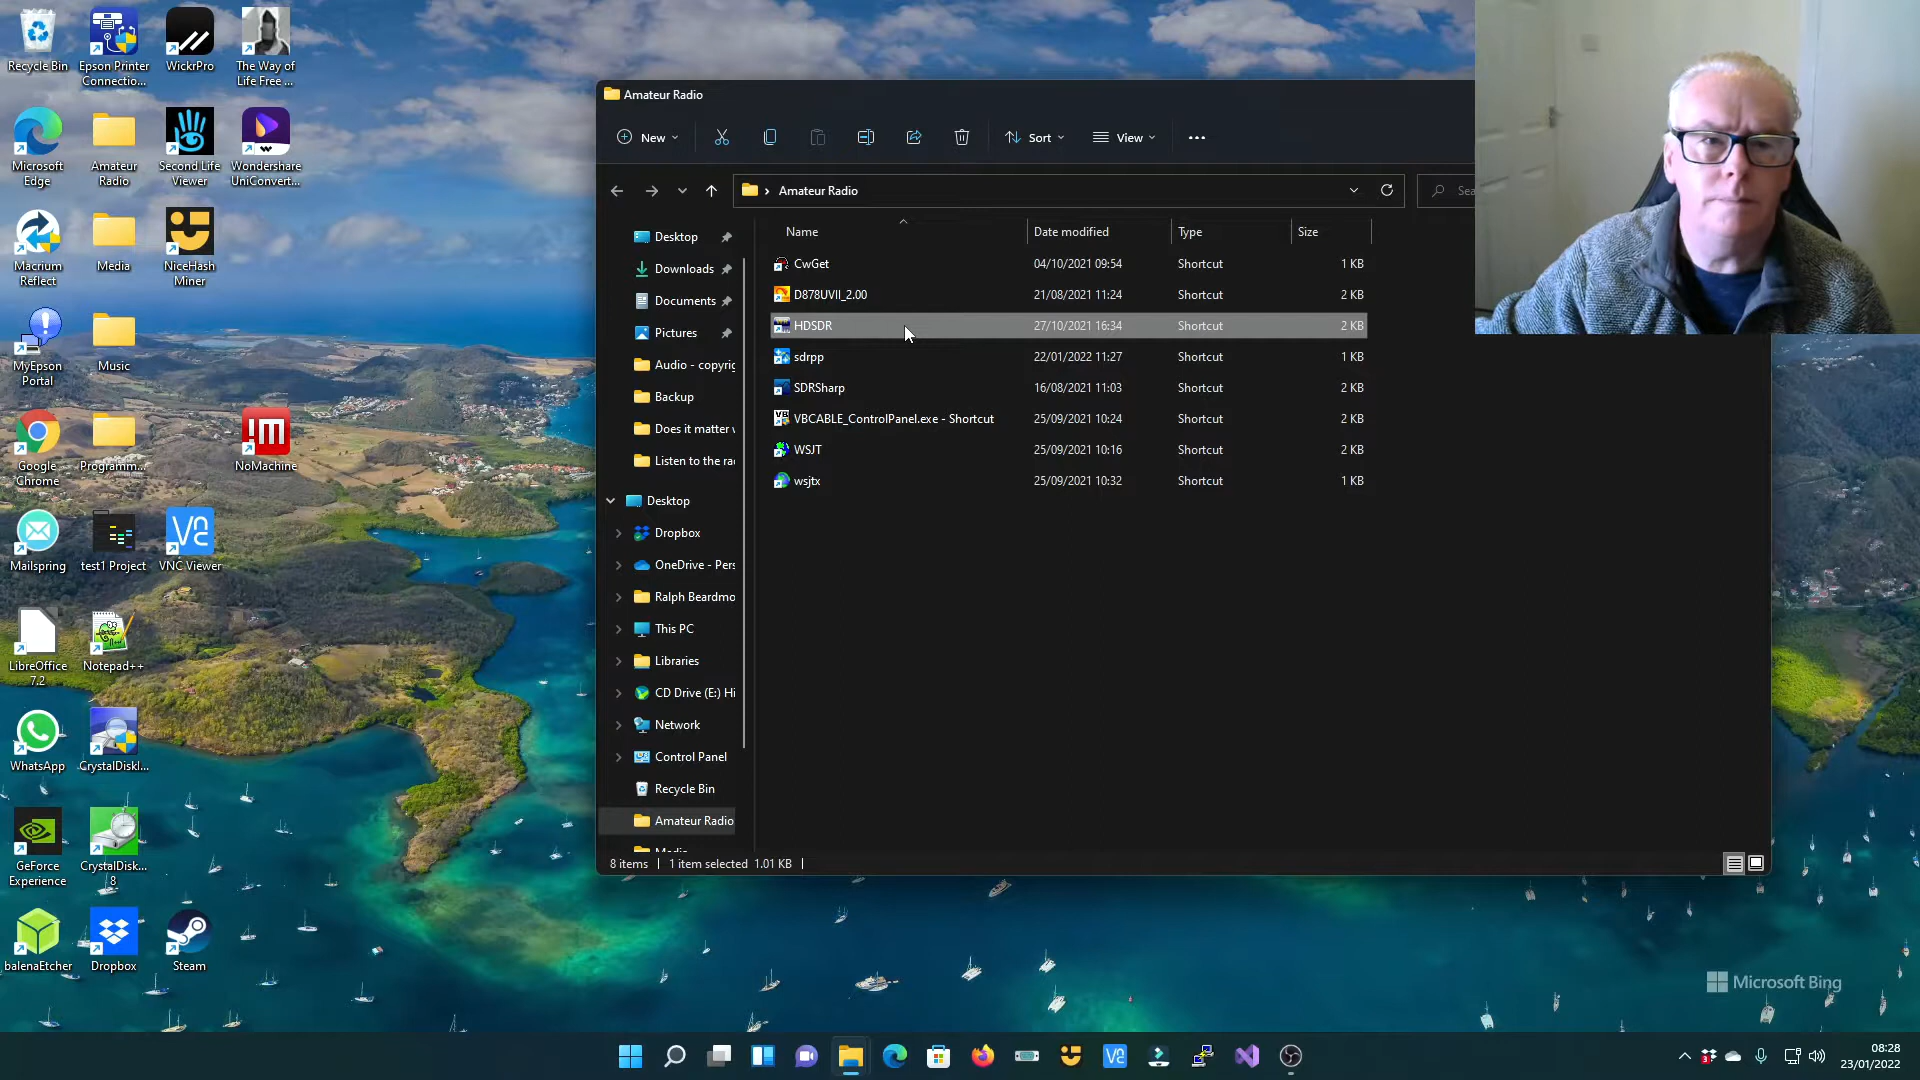 Recycle Bin
Epson Printer
Connectio...
WickrPro
The Way of
Life Free ...
Microsoft
Edge
Amateur
Radio
Second Life
Viewer
Wondershare
UniConvert...
Macrium
Reflect
Media
NiceHash
Miner
MyEpson
Portal
Music
Google
Chrome
Programm...
NoMachine
Mailspring
test1 Project
VNC Viewer
LibreOffice
7.2
Notepad++
WhatsApp
CrystalDiskI...
GeForce
Experience
CrystalDisk...
8
balenaEtcher
Dropbox
Steam
Amateur Radio
New
Sort
View
Amateur Radio
Sea
Name
Date modified
Type
Size
CwGet 04/10/2021 09:54 Shortcut 1 KB
D878UVII_2.00 21/08/2021 11:24 Shortcut 2 KB
HDSDR 27/10/2021 16:34 Shortcut 2 KB
sdrpp 22/01/2022 11:27 Shortcut 1 KB
SDRSharp 16/08/2021 11:03 Shortcut 2 KB
VBCABLE_ControlPanel.exe - Shortcut 25/09/2021 10:24 Shortcut 2 KB
WSJT 25/09/2021 10:16 Shortcut 2 KB
wsjtx 25/09/2021 10:32 Shortcut 1 KB
Desktop
Downloads
Documents
Pictures
Audio - copyrig
Backup
Does it matter w
Listen to the rad
Desktop
Dropbox
OneDrive - Pers
Ralph Beardmo
This PC
Libraries
CD Drive (E:) Hi
Network
Control Panel
Recycle Bin
Amateur Radio
Media
8 items
1 item selected 1.01 KB
Microsoft Bing
08:28
23/01/2022